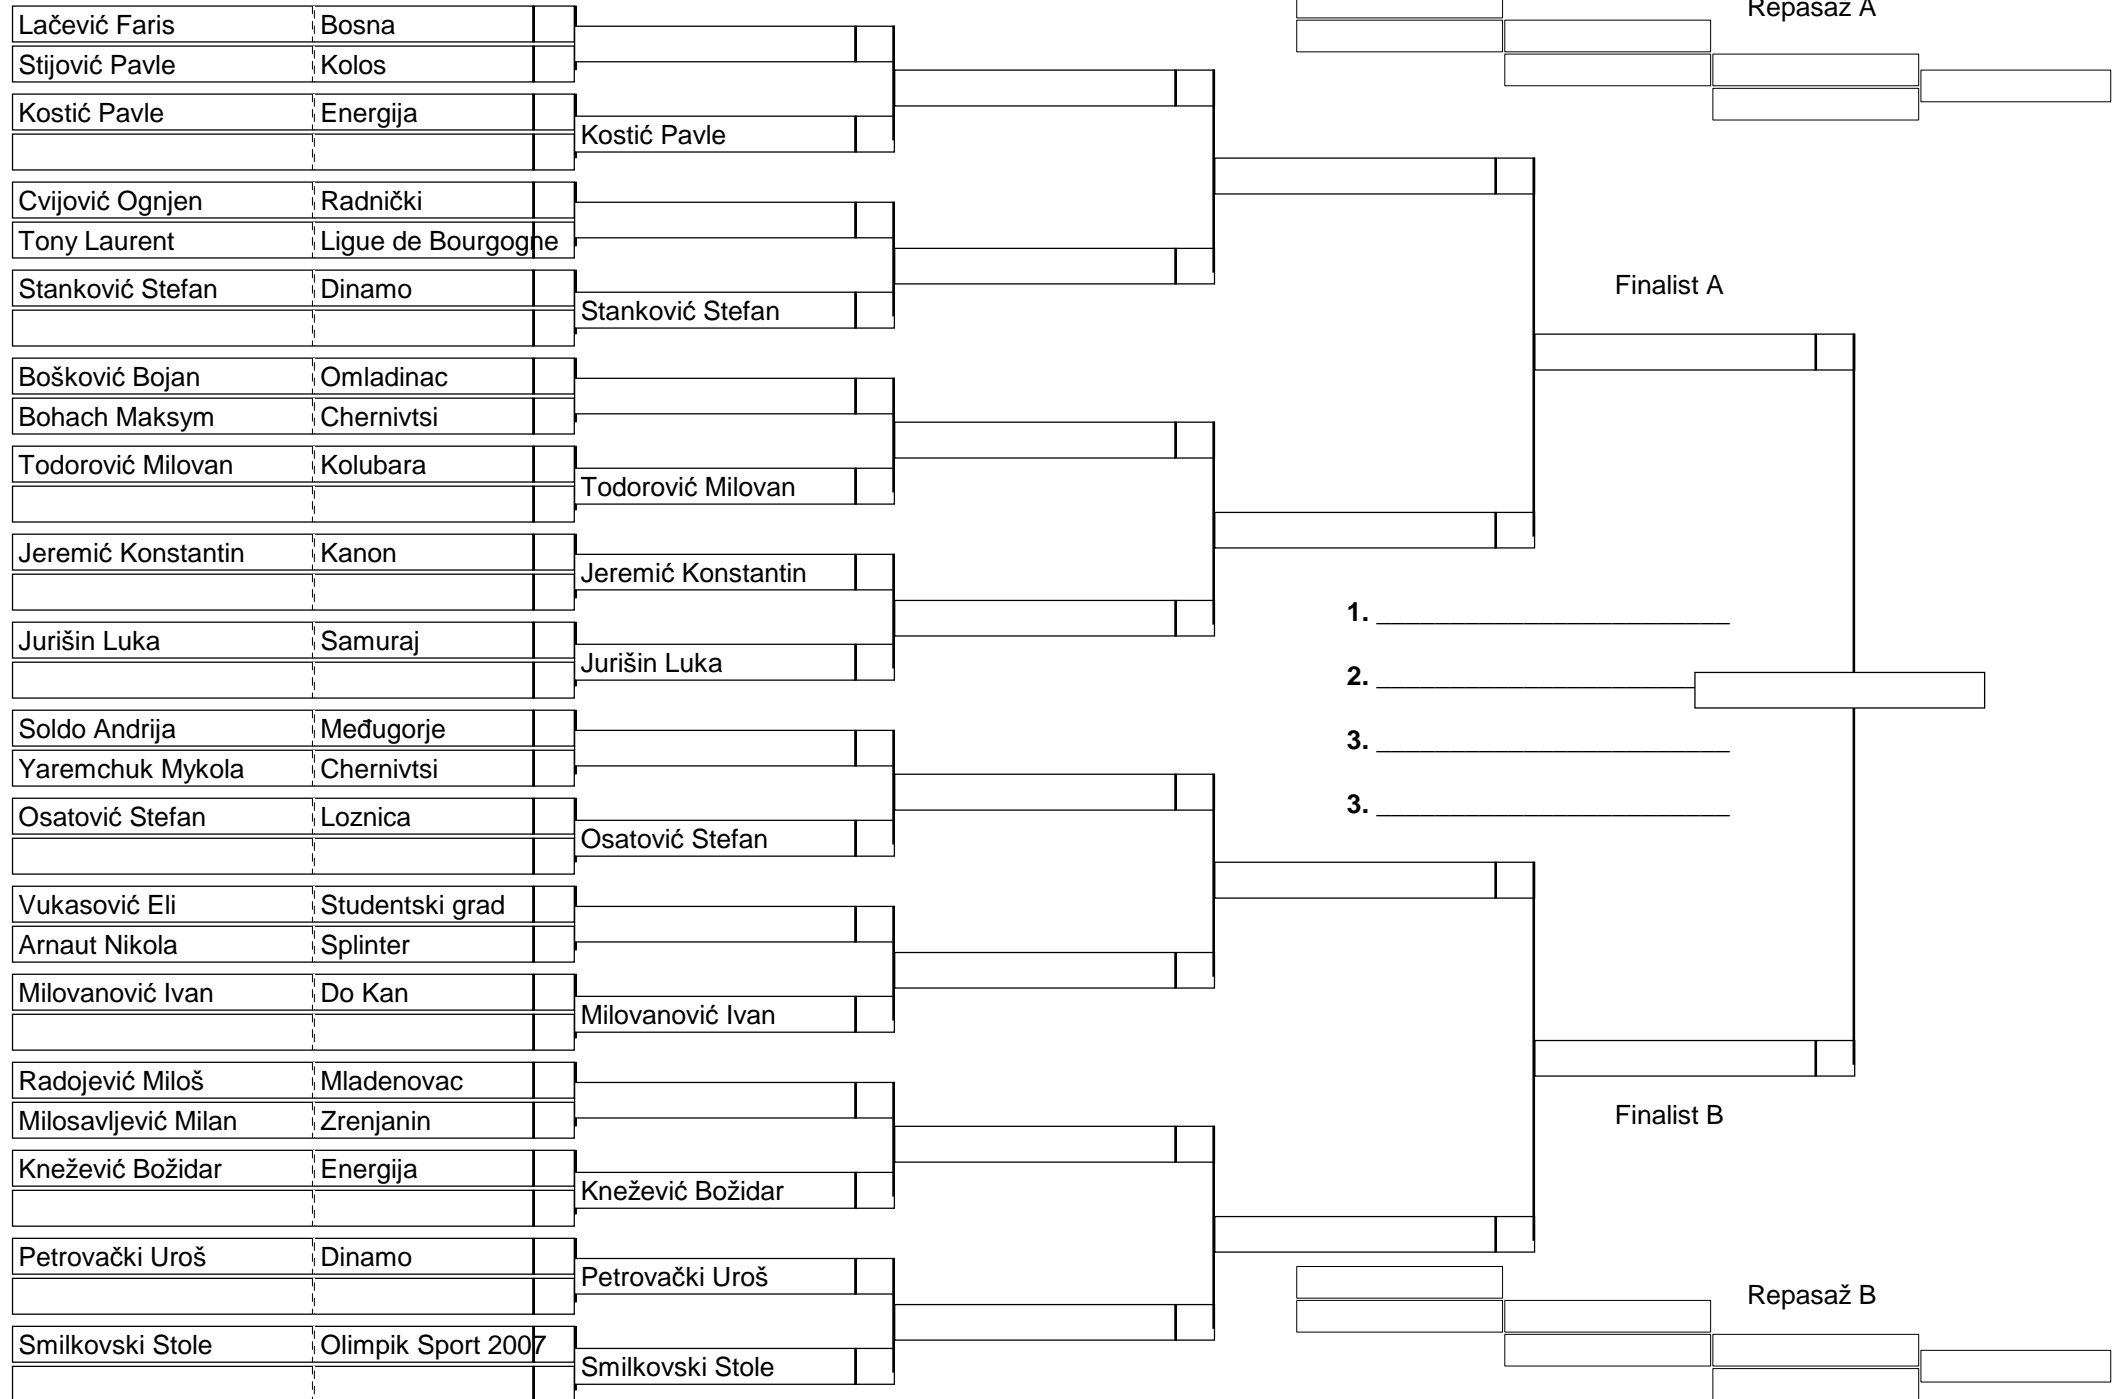 Repasaž A
Lačević Faris Bosna
Stijović Pavle Kolos
Kostić Pavle Energija
Kostić Pavle
Cvijović Ognjen Radnički
Tony Laurent Ligue de Bourgogne
Stanković Stefan Dinamo
Finalist A
Stanković Stefan
Bošković Bojan Omladinac
Bohach Maksym Chernivtsi
Todorović Milovan Kolubara
Todorović Milovan
Jeremić Konstantin Kanon
Jeremić Konstantin
1. ________________________
Jurišin Luka Samuraj
Jurišin Luka
2. ________________________
Soldo Andrija Međugorje
3. ________________________
Yaremchuk Mykola Chernivtsi
3. ________________________
Osatović Stefan Loznica
Osatović Stefan
Vukasović Eli Studentski grad
Arnaut Nikola Splinter
Milovanović Ivan Do Kan
Milovanović Ivan
Radojević Miloš Mladenovac
Milosavljević Milan Zrenjanin
Finalist B
Knežević Božidar Energija
Knežević Božidar
Petrovački Uroš Dinamo
Petrovački Uroš
Repasaž B
Smilkovski Stole Olimpik Sport 2007
Smilkovski Stole